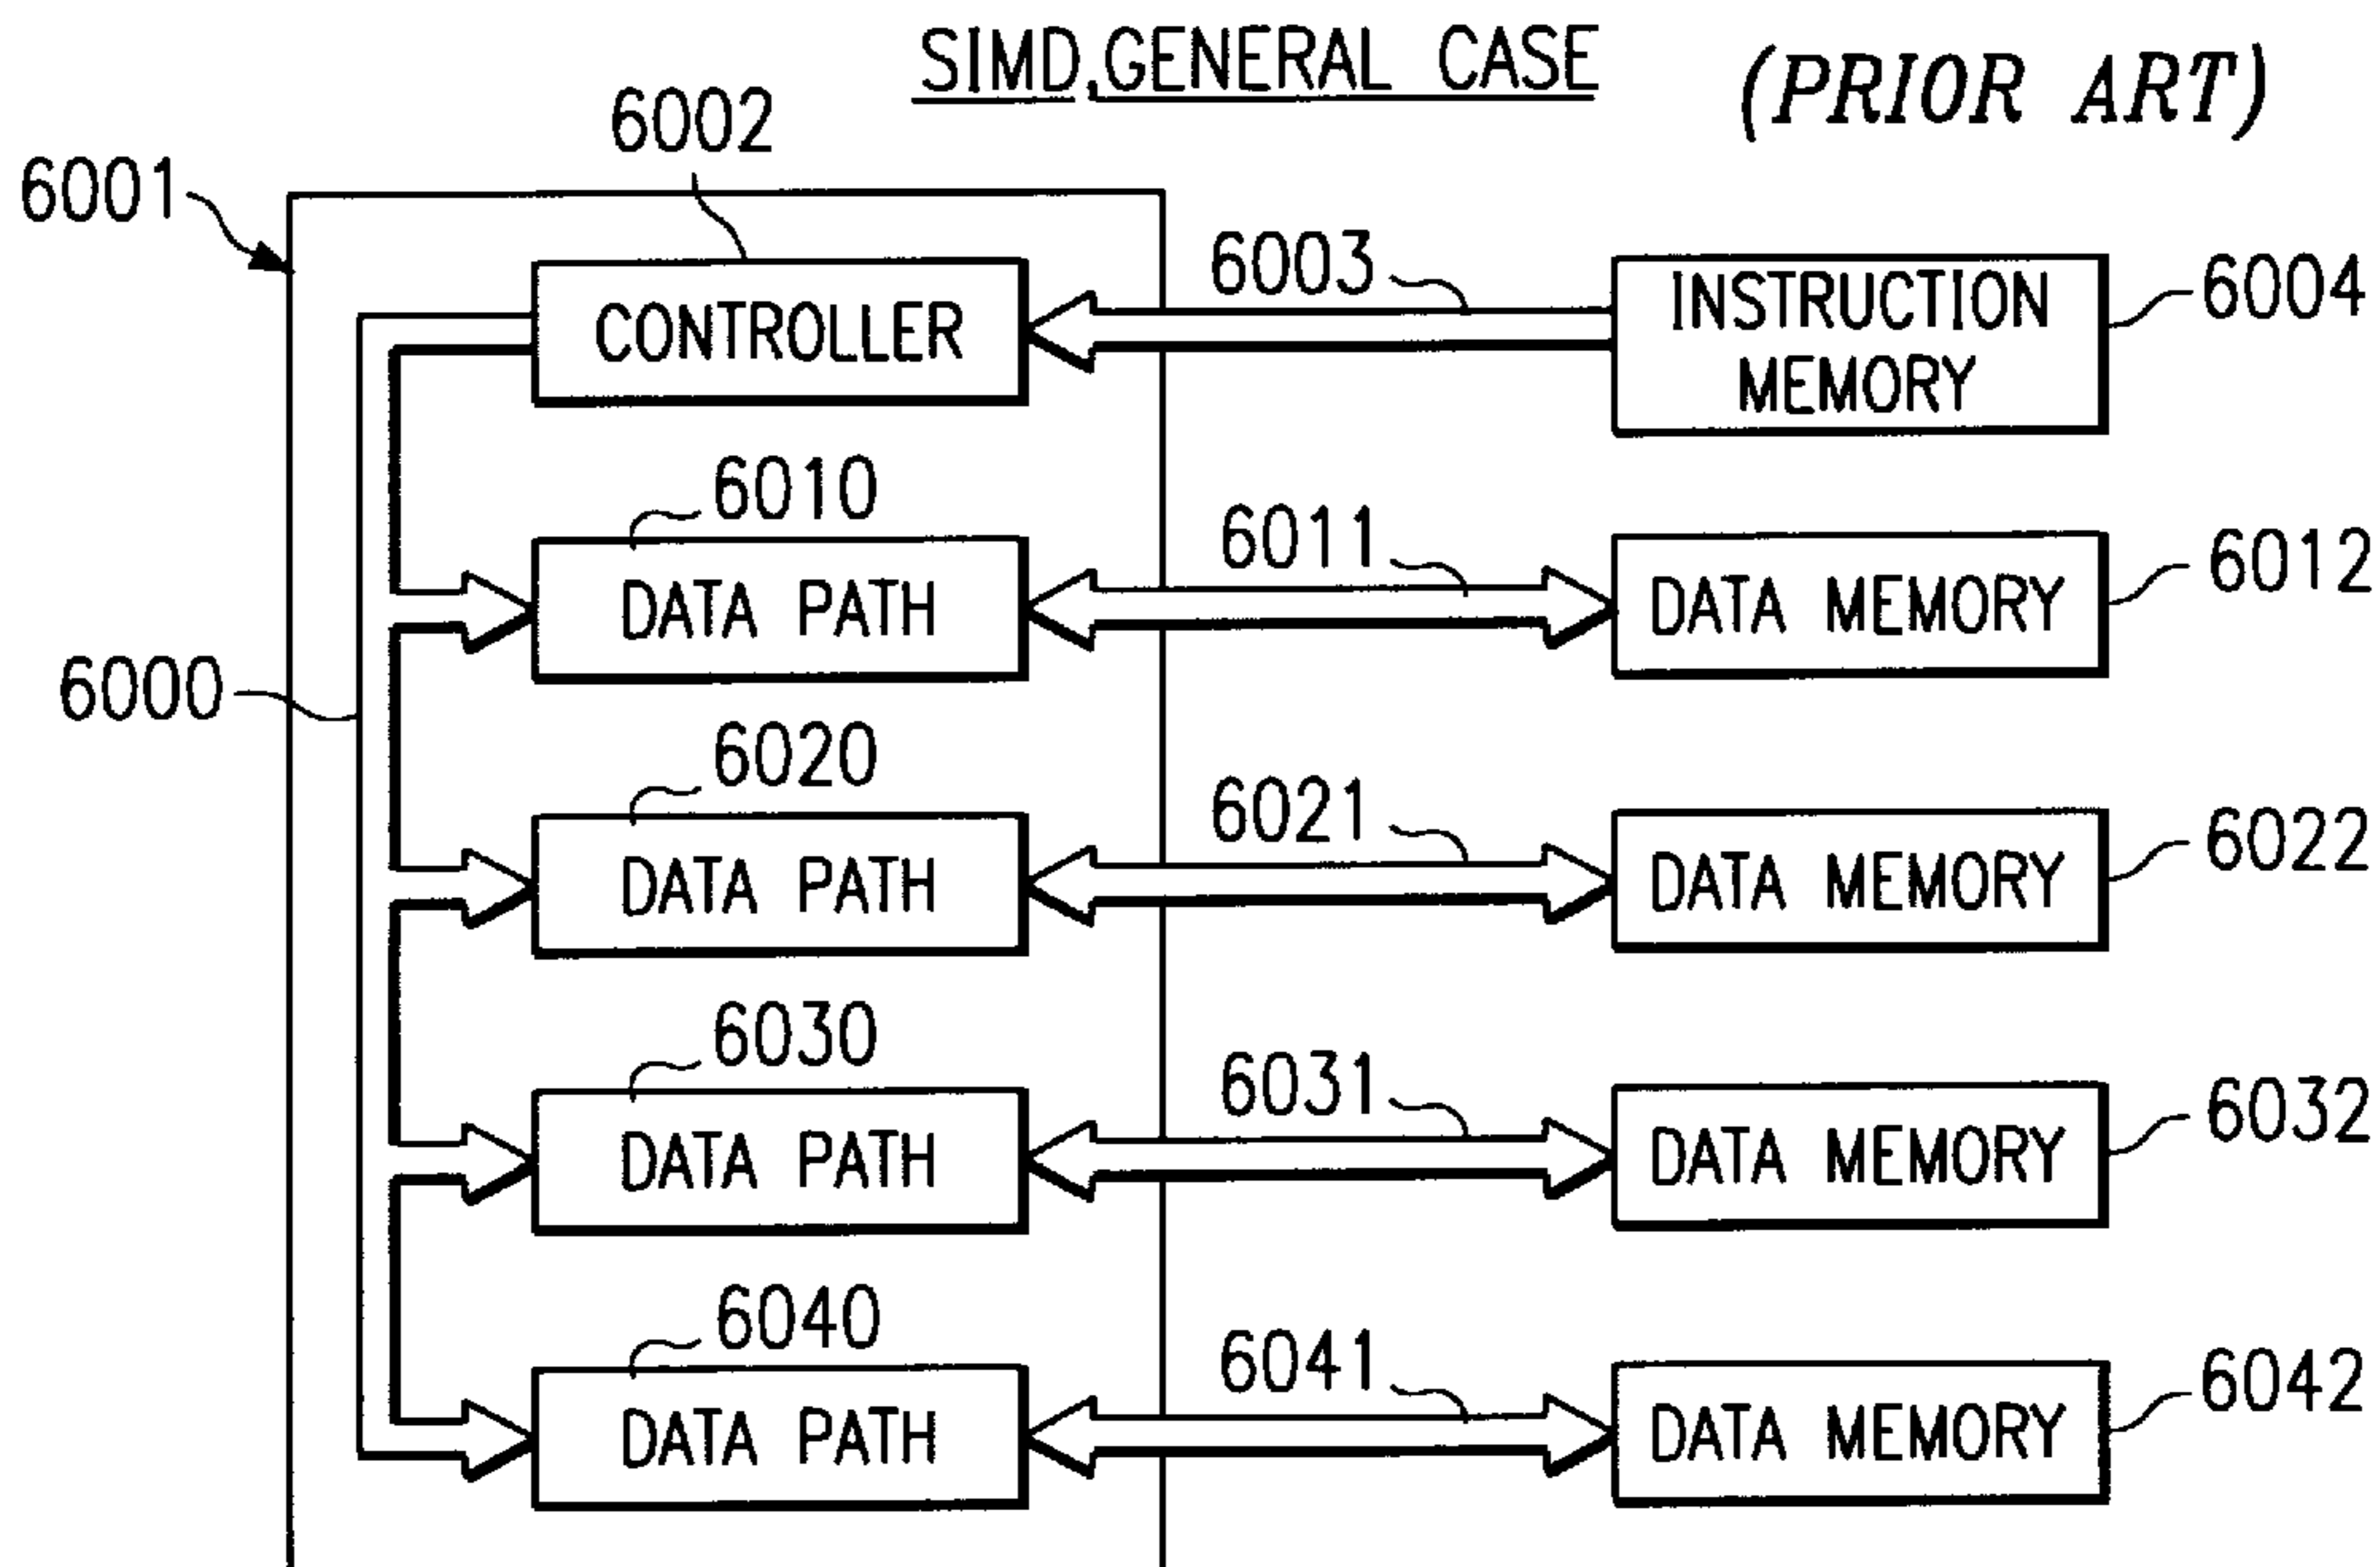 SIMD,GENERAL CASE
(PRIOR ART)
6002
6001
6003
6004
CONTROLLER
INSTRUCTION
MEMORY
6010
6011
6012
DATA PATH
DATA MEMORY
6000
6020
6021
6022
DATA PATH
DATA MEMORY
6030
6031
6032
DATA PATH
DATA MEMORY
6040
6041
6042
DATA PATH
DATA MEMORY